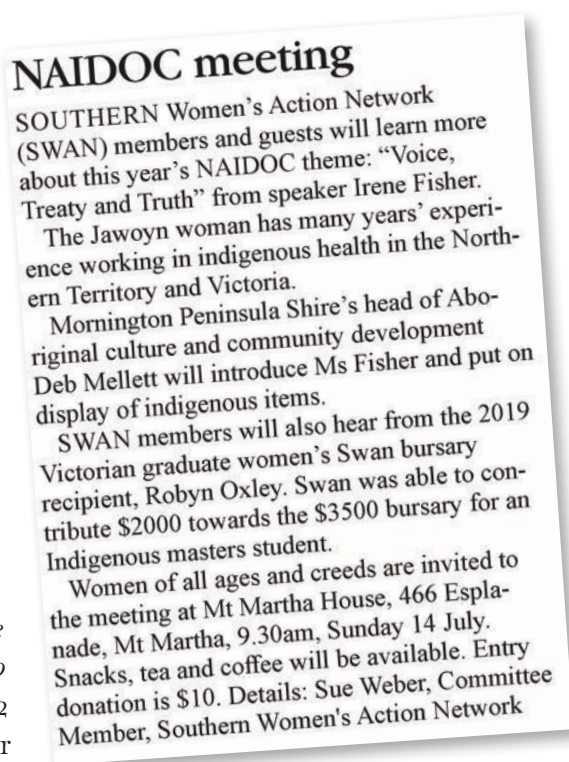 NAIDOC meeting
SOUTHERN Women's Action Network
(SWAN) members and guests will learn more
about this year's NAIDOC theme: “Voice,
Treaty and Truth” from speaker Irene Fisher.
The Jawoyn woman has many years' experi-
ence working in indigenous health in the North-
ern Territory and Victoria.
Mornington Peninsula Shire's head of Abo-
riginal culture and community development
Deb Mellett will introduce Ms Fisher and put on
display of indigenous items.
SWAN members will also hear from the 2019
Victorian graduate women's Swan bursary
recipient, Robyn Oxley. Swan was able to con-
tribute $2000 towards the $3500 bursary for an
Indigenous masters student.
Women of all ages and creeds are invited to
the meeting at Mt Martha House, 466 Espla-
nade, Mt Martha, 9.30am, Sunday 14 July.
Snacks, tea and coffee will be available. Entry
donation is $10. Details: Sue Weber, Committee
Member, Southern Women's Action Network